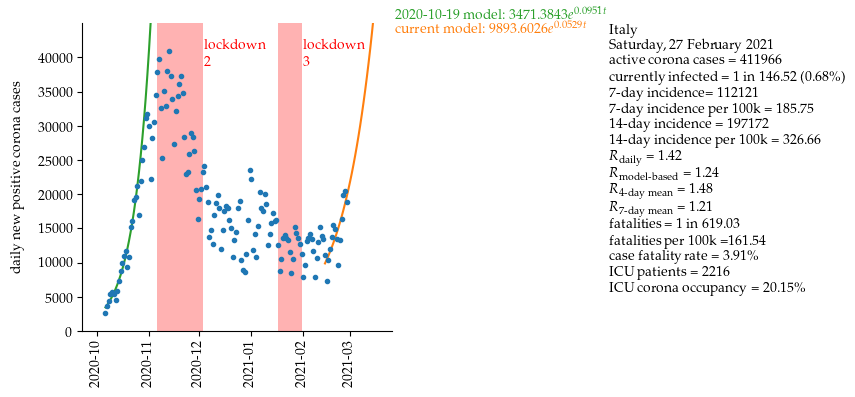 2020-10-19 model: 3471.3843e^0.0951t
current model: 9893.6026e^0.0529t
Italy
Saturday, 27 February 2021
active corona cases = 411966
currently infected = 1 in 146.52 (0.68%)
7-day incidence= 112121
7-day incidence per 100k = 185.75
14-day incidence = 197172
14-day incidence per 100k = 326.66
R_daily = 1.42
R_model-based = 1.24
R_4-day mean = 1.48
R_7-day mean = 1.21
fatalities = 1 in 619.03
fatalities per 100k =161.54
case fatality rate = 3.91%
ICU patients = 2216
ICU corona occupancy = 20.15%
lockdown
2
lockdown
3
daily new positive corona cases
40000
35000
30000
25000
20000
15000
10000
5000
0
2020-10
2020-11
2020-12
2021-01
2021-02
2021-03